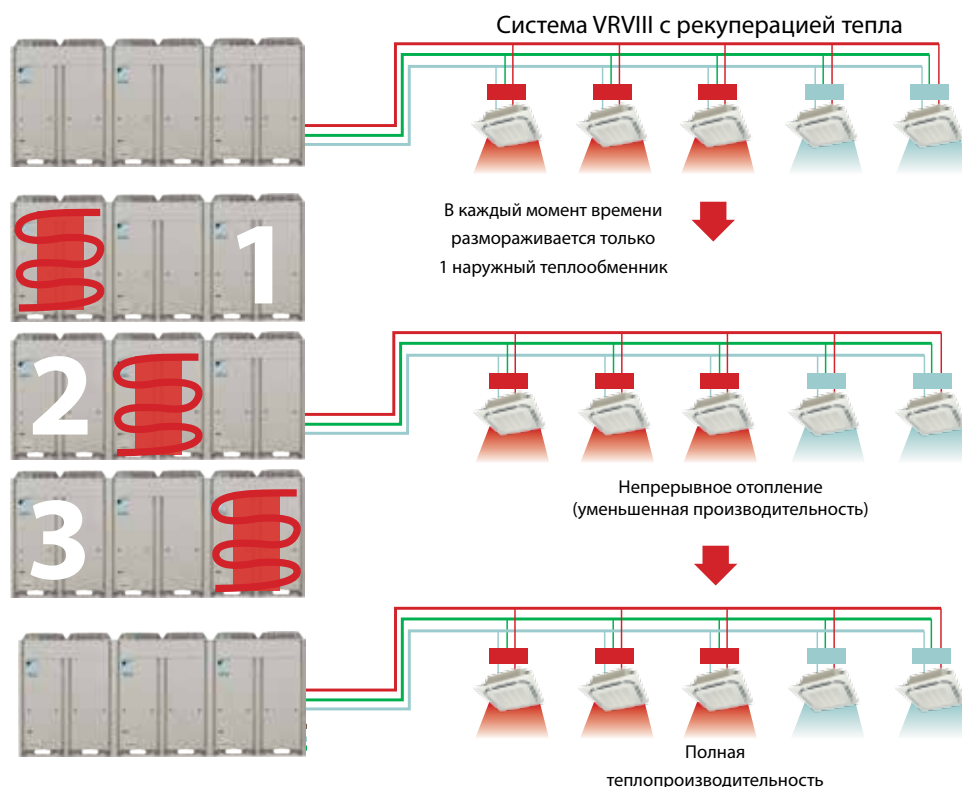 Система VRVIII с рекуперацией тепла
1
В каждый момент времени
размораживается только
1 наружный теплообменник
2
3
Непрерывное отопление
(уменьшенная производительность)
Полная
теплопроизводительность